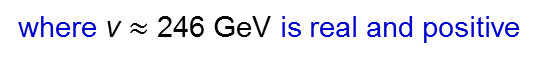 where v ≈ 246 GeV is real and positive